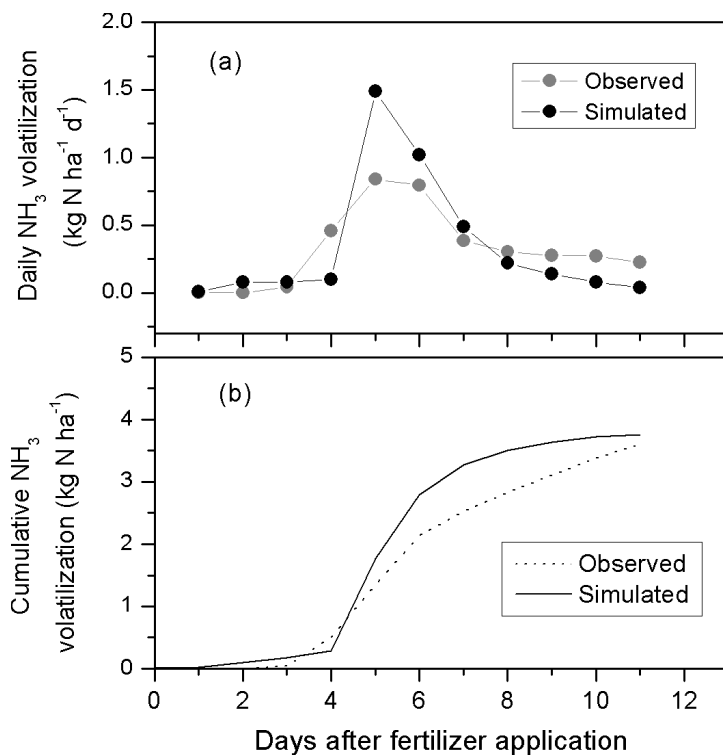 (a)
Observed
Simulated
Daily NH₃ volatilization
(kg N ha⁻¹ d⁻¹)
2.0
1.5
1.0
0.5
0.0
(b)
Observed
Simulated
Cumulative NH₃
volatilization (kg N ha⁻¹)
5
4
3
2
1
0
0 2 4 6 8 10 12
Days after fertilizer application